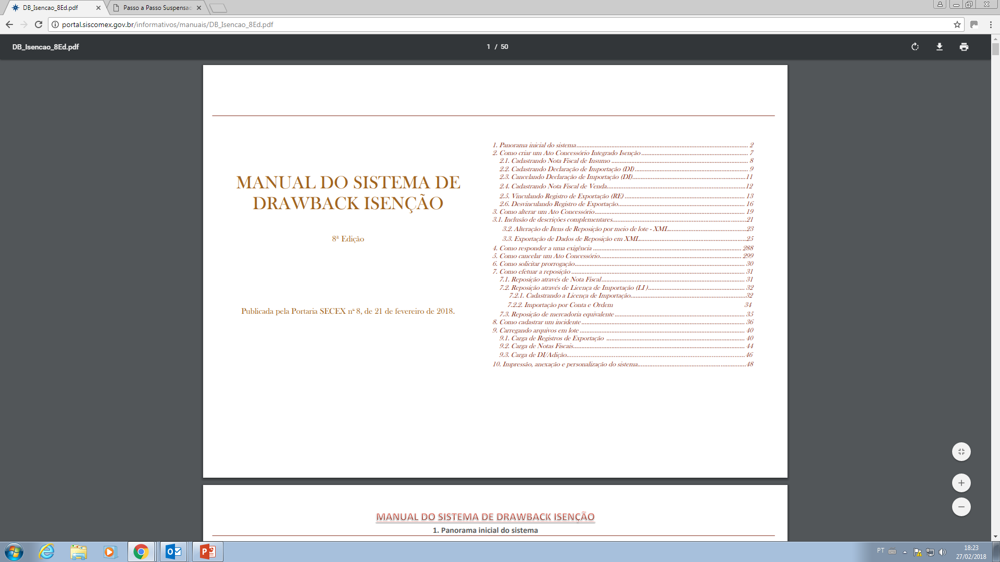 DB_Isencao_8Ed.pdf
Passo a Passo Suspensa
portal.siscomex.gov.br/informativos/manuais/DB_Isencao_8Ed.pdf
DB_Isencao_8Ed.pdf
1 / 50
MANUAL DO SISTEMA DE
DRAWBACK ISENÇÃO
8ª Edição
Publicada pela Portaria SECEX nº 8, de 21 de fevereiro de 2018.
1. Panorama inicial do sistema 2
2. Como criar um Ato Concessório Integrado Isenção 7
2.1. Cadastrando Nota Fiscal de Insumo 8
2.2. Cadastrando Declaração de Importação (DI) 9
2.3. Cancelando Declaração de Importação (DI) 11
2.4. Cadastrando Nota Fiscal de Venda 12
2.5. Vinculando Registro de Exportação (RE) 13
2.6. Desvinculando Registro de Exportação 16
3. Como alterar um Ato Concessório 19
3.1. Inclusão de descrições complementares 21
3.2. Alteração de Itens de Reposição por meio de lote - XML 23
3.3. Exportação de Dados de Reposição em XML 25
4. Como responder a uma exigência 288
5. Como cancelar um Ato Concessório 299
6. Como solicitar prorrogação 30
7. Como efetuar a reposição 31
7.1. Reposição através de Nota Fiscal 31
7.2. Reposição através de Licença de Importação (LI ) 32
7.2.1. Cadastrando a Licença de Importação 32
7.2.2. Importação por Conta e Ordem 34
7.3. Reposição de mercadoria equivalente 35
8. Como cadastrar um incidente 36
9. Carregando arquivos em lote 40
9.1. Carga de Registros de Exportação 40
9.2. Carga de Notas Fiscais 44
9.3. Carga de DI/Adição 46
10. Impressão, anexação e personalização do sistema 48
MANUAL DO SISTEMA DE DRAWBACK ISENÇÃO
1. Panorama inicial do sistema
PT
18:23
27/02/2018